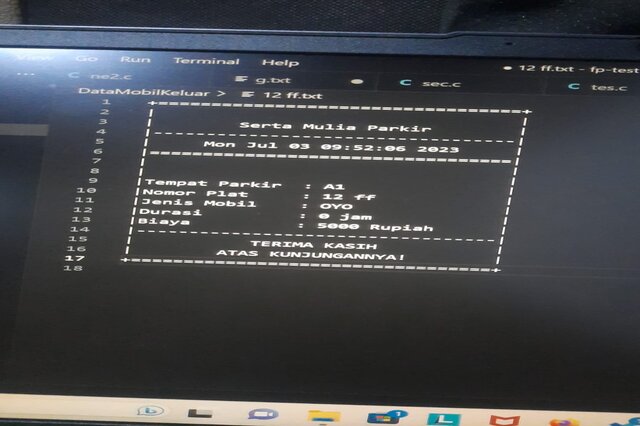 View Go Run Terminal Help
12 ff.txt - fp-test
ne2.c g.txt sec.c tes.c
DataMobilKeluar > 12 ff.txt
1 +=====================================================+
2
3 Serta Mulia Parkir
4 -----------------------------------------------------
5 Mon Jul 03 09:52:06 2023
6 =====================================================
7
8
9 Tempat Parkir : A1
10 Nomor Plat : 12 ff
11 Jenis Mobil : OYO
12 Durasi : 0 jam
13 Biaya : 5000 Rupiah
14 -----------------------------------------------------
15 TERIMA KASIH
16 ATAS KUNJUNGANNYA!
17 +=====================================================+
18